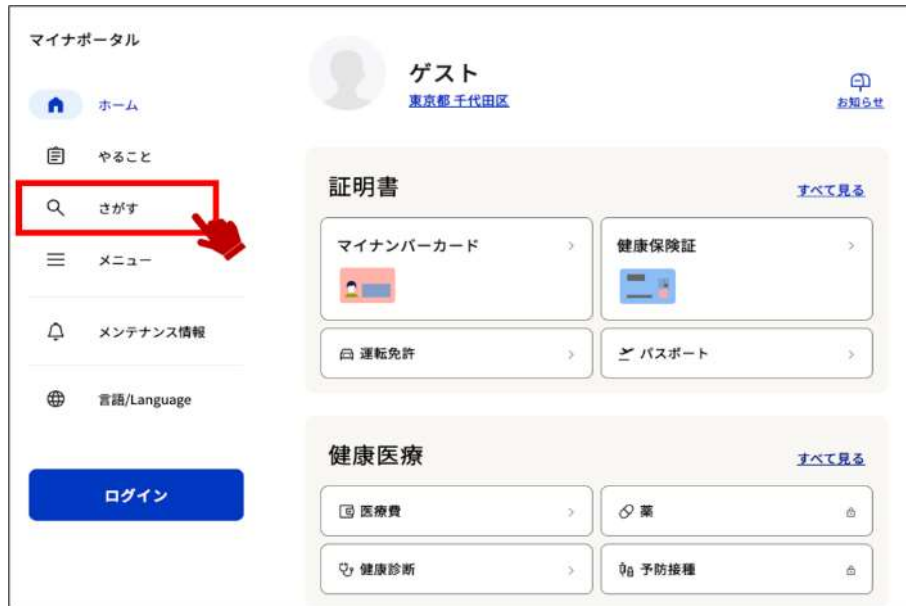 マイナポータル
ホーム
やること
さがす
メニュー
メンテナンス情報
言語/Language
ログイン
ゲスト
東京都 千代田区
お知らせ
証明書
すべて見る
マイナンバーカード
健康保険証
運転免許
パスポート
健康医療
すべて見る
医療費
薬
健康診断
予防接種